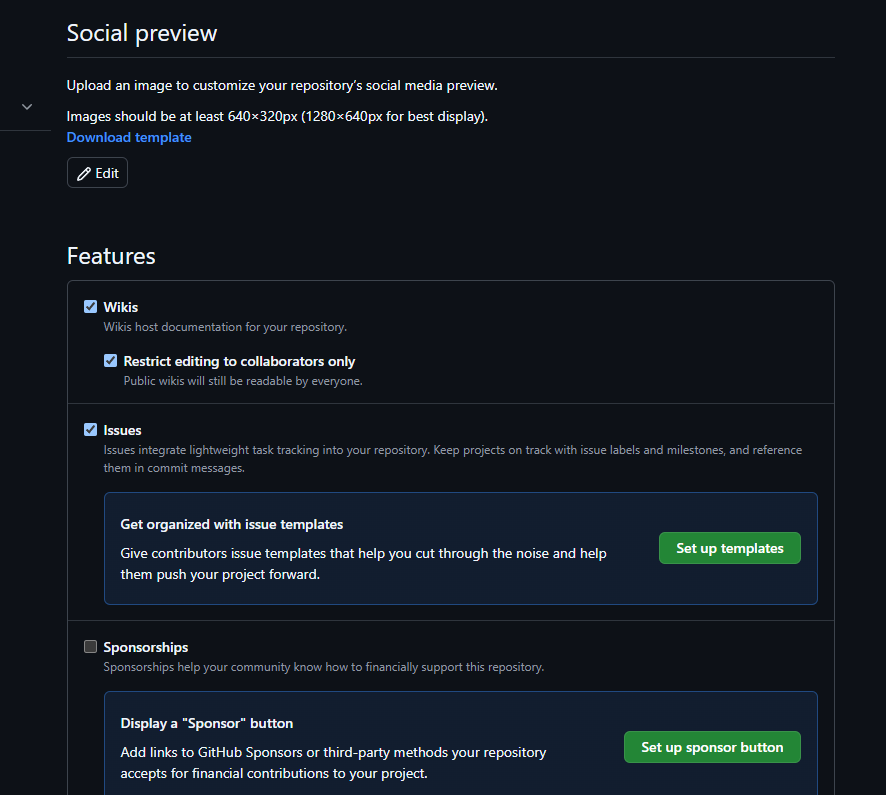 Social preview
Upload an image to customize your repository’s social media preview.
Images should be at least 640×320px (1280×640px for best display).
Download template
Edit
Features
Wikis
Wikis host documentation for your repository.
Restrict editing to collaborators only
Public wikis will still be readable by everyone.
Issues
Issues integrate lightweight task tracking into your repository. Keep projects on track with issue labels and milestones, and reference
them in commit messages.
Get organized with issue templates
Give contributors issue templates that help you cut through the noise and help
them push your project forward.
Set up templates
Sponsorships
Sponsorships help your community know how to financially support this repository.
Display a "Sponsor" button
Add links to GitHub Sponsors or third-party methods your repository
accepts for financial contributions to your project.
Set up sponsor button